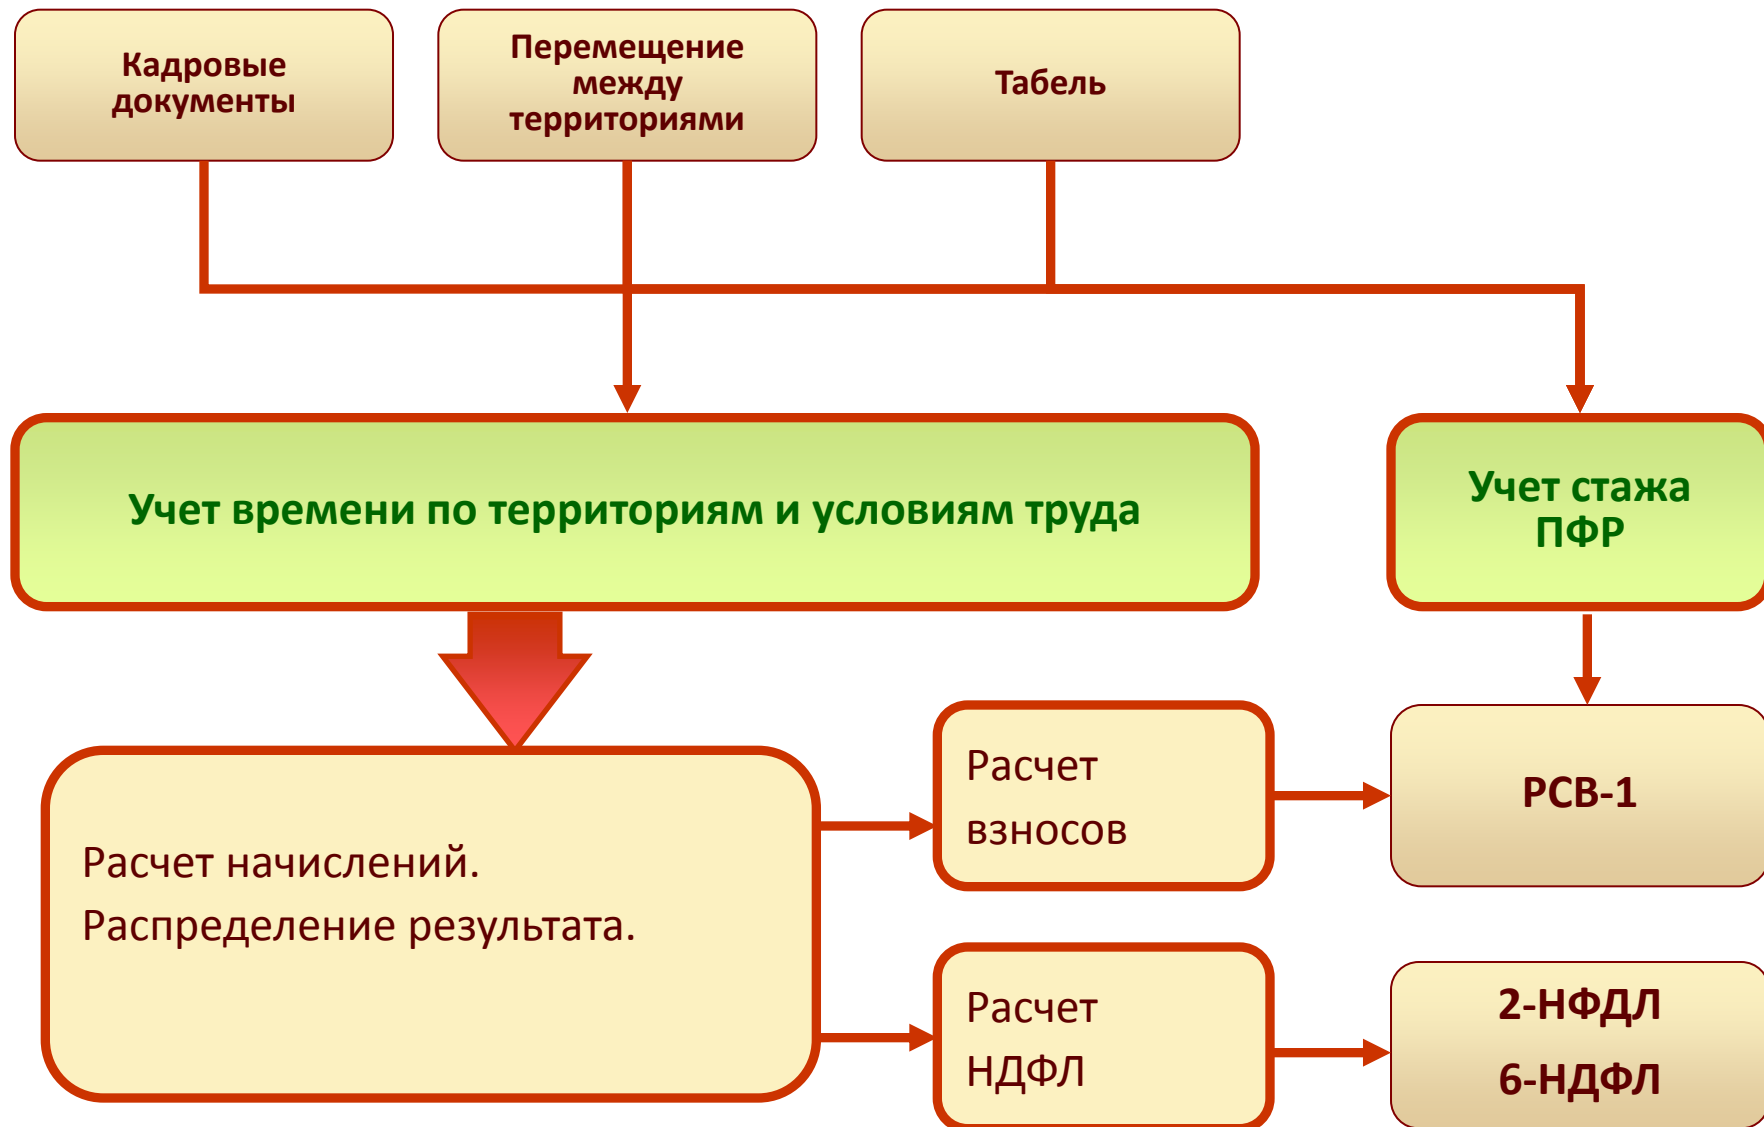 Кадровые
документы
Перемещение
между
территориями
Табель
Учет времени по территориям и условиям труда
Учет стажа
ПФР
Расчет начислений.
Распределение результата.
Расчет
взносов
РСВ-1
Расчет
НДФЛ
2-НФДЛ
6-НДФЛ